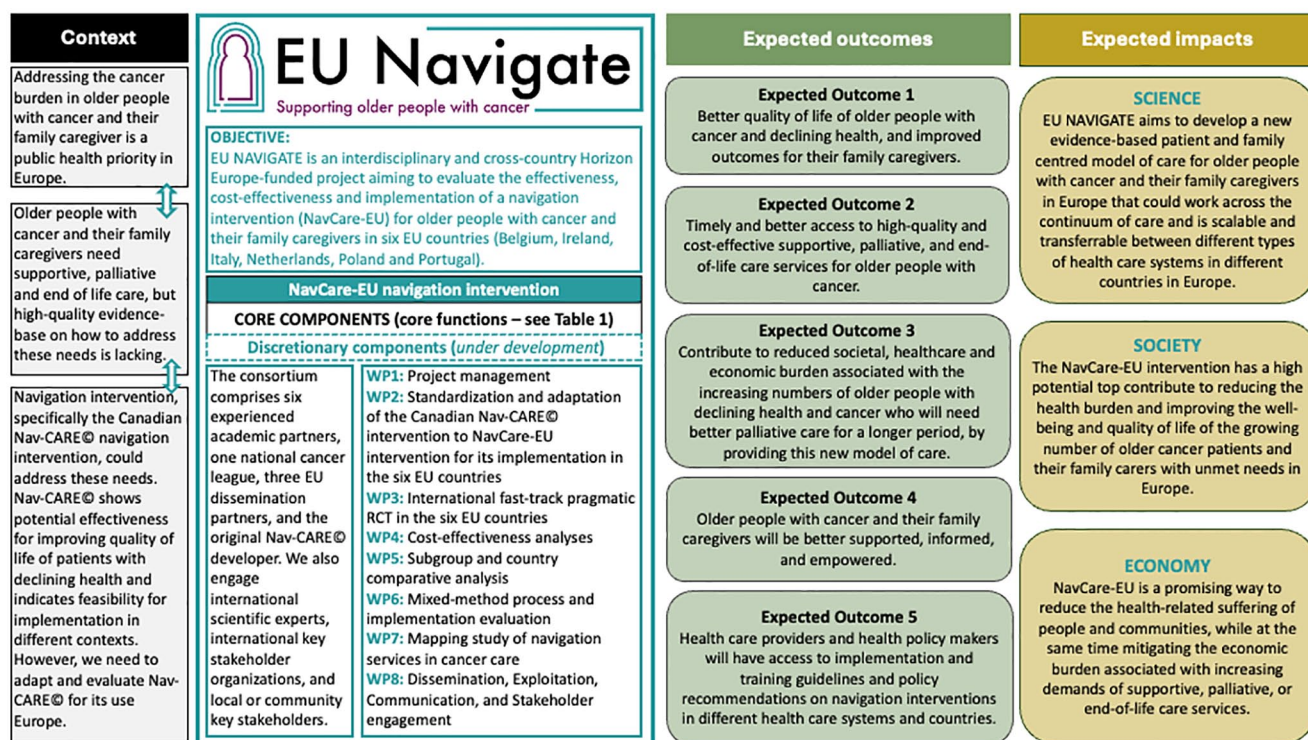 Context
Addressing the cancer
burden in older people
with cancer and their
family caregiver is a
public health priority in
Europe.
Older people with
cancer and their family
caregivers need
supportive, palliative
and end of life care, but
high-quality evidence-
base on how to address
these needs is lacking.
Navigation intervention,
specifically the Canadian
Nav-CARE© navigation
intervention, could
address these needs.
Nav-CARE© shows
potential effectiveness
for improving quality of
life of patients with
declining health and
indicates feasibility for
implementation in
different contexts.
However, we need to
adapt and evaluate Nav-
CARE© for its use
Europe.
EU Navigate
Supporting older people with cancer
OBJECTIVE:
EU NAVIGATE is an interdisciplinary and cross-country Horizon
Europe-funded project aiming to evaluate the effectiveness,
cost-effectiveness and implementation of a navigation
intervention (NavCare-EU) for older people with cancer and
their family caregivers in six EU countries (Belgium, Ireland,
Italy, Netherlands, Poland and Portugal).
NavCare-EU navigation intervention
CORE COMPONENTS (core functions – see Table 1)
Discretionary components (under development)
The consortium
comprises six
experienced
academic partners,
one national cancer
league, three EU
dissemination
partners, and the
original Nav-CARE©
developer. We also
engage
international
scientific experts,
international key
stakeholder
organizations, and
local or community
key stakeholders.
WP1: Project management
WP2: Standardization and adaptation
of the Canadian Nav-CARE©
intervention to NavCare-EU
intervention for its implementation in
the six EU countries
WP3: International fast-track pragmatic
RCT in the six EU countries
WP4: Cost-effectiveness analyses
WP5: Subgroup and country
comparative analysis
WP6: Mixed-method process and
implementation evaluation
WP7: Mapping study of navigation
services in cancer care
WP8: Dissemination, Exploitation,
Communication, and Stakeholder
engagement
Expected outcomes
Expected Outcome 1
Better quality of life of older people with
cancer and declining health, and improved
outcomes for their family caregivers.
Expected Outcome 2
Timely and better access to high-quality and
cost-effective supportive, palliative, and end-
of-life care services for older people with
cancer.
Expected Outcome 3
Contribute to reduced societal, healthcare and
economic burden associated with the
increasing numbers of older people with
declining health and cancer who will need
better palliative care for a longer period, by
providing this new model of care.
Expected Outcome 4
Older people with cancer and their family
caregivers will be better supported, informed,
and empowered.
Expected Outcome 5
Health care providers and health policy makers
will have access to implementation and
training guidelines and policy
recommendations on navigation interventions
in different health care systems and countries.
Expected impacts
SCIENCE
EU NAVIGATE aims to develop a new
evidence-based patient and family
centred model of care for older people
with cancer and their family caregivers
in Europe that could work across the
continuum of care and is scalable and
transferrable between different types
of health care systems in different
countries in Europe.
SOCIETY
The NavCare-EU intervention has a high
potential top contribute to reducing the
health burden and improving the well-
being and quality of life of the growing
number of older cancer patients and
their family carers with unmet needs in
Europe.
ECONOMY
NavCare-EU is a promising way to
reduce the health-related suffering of
people and communities, while at the
same time mitigating the economic
burden associated with increasing
demands of supportive, palliative, or
end-of-life care services.